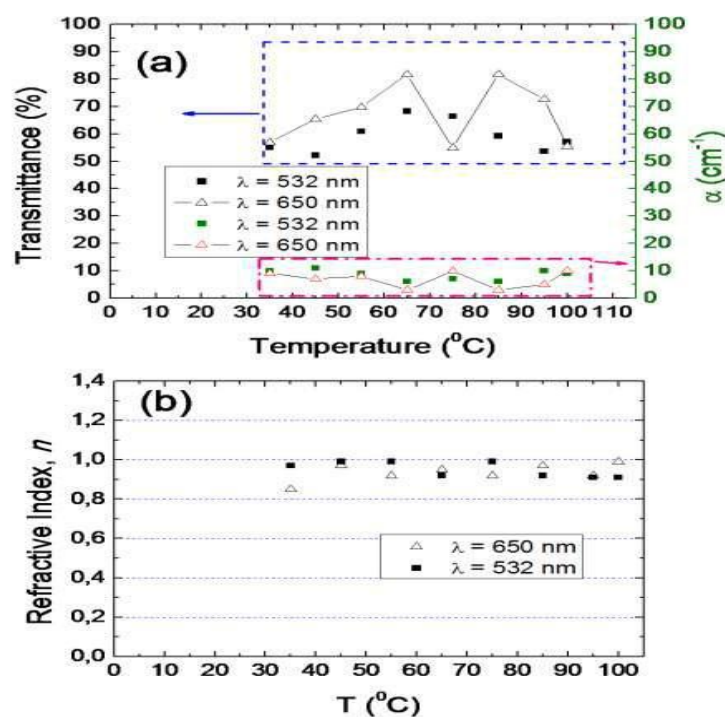 (a)
Transmittance (%)
100
90
80
70
60
50
40
30
20
10
0
λ = 532 nm
λ = 650 nm
λ = 532 nm
λ = 650 nm
100
90
80
70
60
50
40
30
20
10
0
α (cm⁻¹)
0 10 20 30 40 50 60 70 80 90 100 110
Temperature (⁰C)
(b)
Refractive Index, n
1,4
1,2
1,0
0,8
0,6
0,4
0,2
0,0
λ = 650 nm
λ = 532 nm
0 10 20 30 40 50 60 70 80 90 100
T (⁰C)